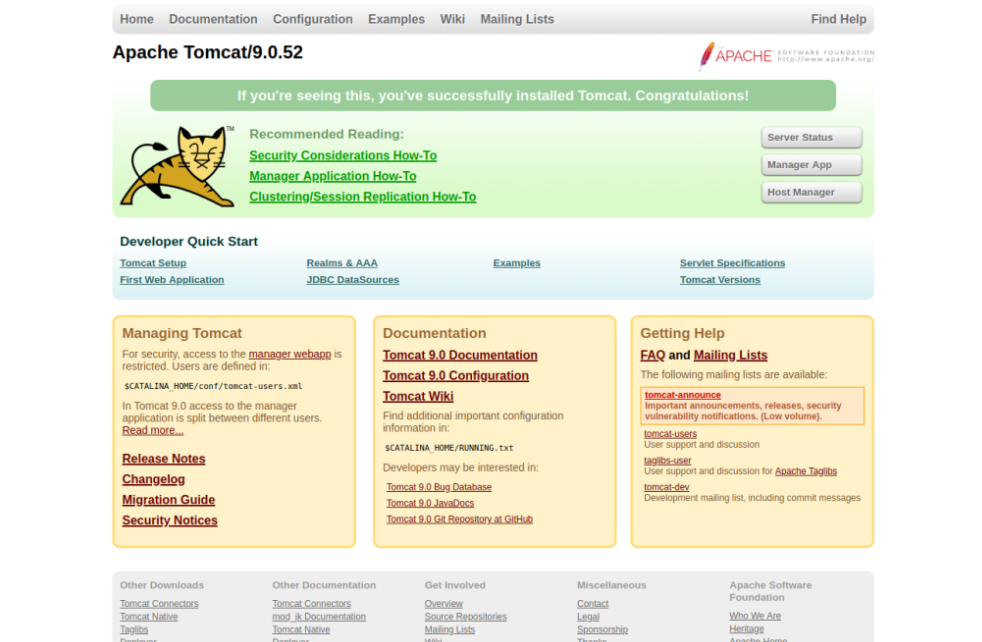 Home Documentation Configuration Examples Wiki Mailing Lists Find Help
Apache Tomcat/9.0.52
APACHE SOFTWARE FOUNDATION
http://www.apache.org/
If you're seeing this, you've successfully installed Tomcat. Congratulations!
TM
Recommended Reading:
Security Considerations How-To
Manager Application How-To
Clustering/Session Replication How-To
Server Status
Manager App
Host Manager
Developer Quick Start
Tomcat Setup
First Web Application
Realms & AAA
JDBC DataSources
Examples
Servlet Specifications
Tomcat Versions
Managing Tomcat
For security, access to the manager webapp is
restricted. Users are defined in:
$CATALINA_HOME/conf/tomcat-users.xml
In Tomcat 9.0 access to the manager
application is split between different users.
Read more...
Release Notes
Changelog
Migration Guide
Security Notices
Documentation
Tomcat 9.0 Documentation
Tomcat 9.0 Configuration
Tomcat Wiki
Find additional important configuration
information in:
$CATALINA_HOME/RUNNING.txt
Developers may be interested in:
Tomcat 9.0 Bug Database
Tomcat 9.0 JavaDocs
Tomcat 9.0 Git Repository at GitHub
Getting Help
FAQ and Mailing Lists
The following mailing lists are available:
tomcat-announce
Important announcements, releases, security
vulnerability notifications. (Low volume).
tomcat-users
User support and discussion
taglibs-user
User support and discussion for Apache Taglibs
tomcat-dev
Development mailing list, including commit messages
Other Downloads
Tomcat Connectors
Tomcat Native
Taglibs
Deployer
Other Documentation
Tomcat Connectors
mod_jk Documentation
Tomcat Native
Deployer
Get Involved
Overview
Source Repositories
Mailing Lists
Wiki
Miscellaneous
Contact
Legal
Sponsorship
Thanks
Apache Software
Foundation
Who We Are
Heritage
Apache Home